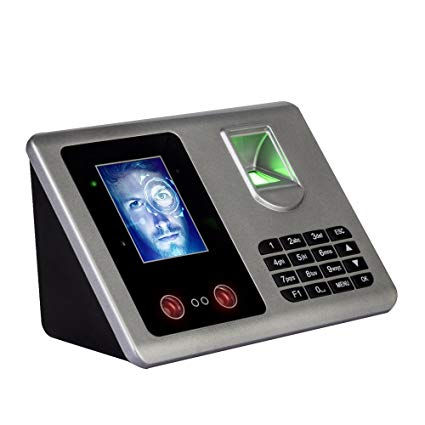 1 2abc 3def ESC
4ghi 5jkl 6mno ▲
7pqrs 8tuv 9wxyz ▼
F1 0 MENU OK